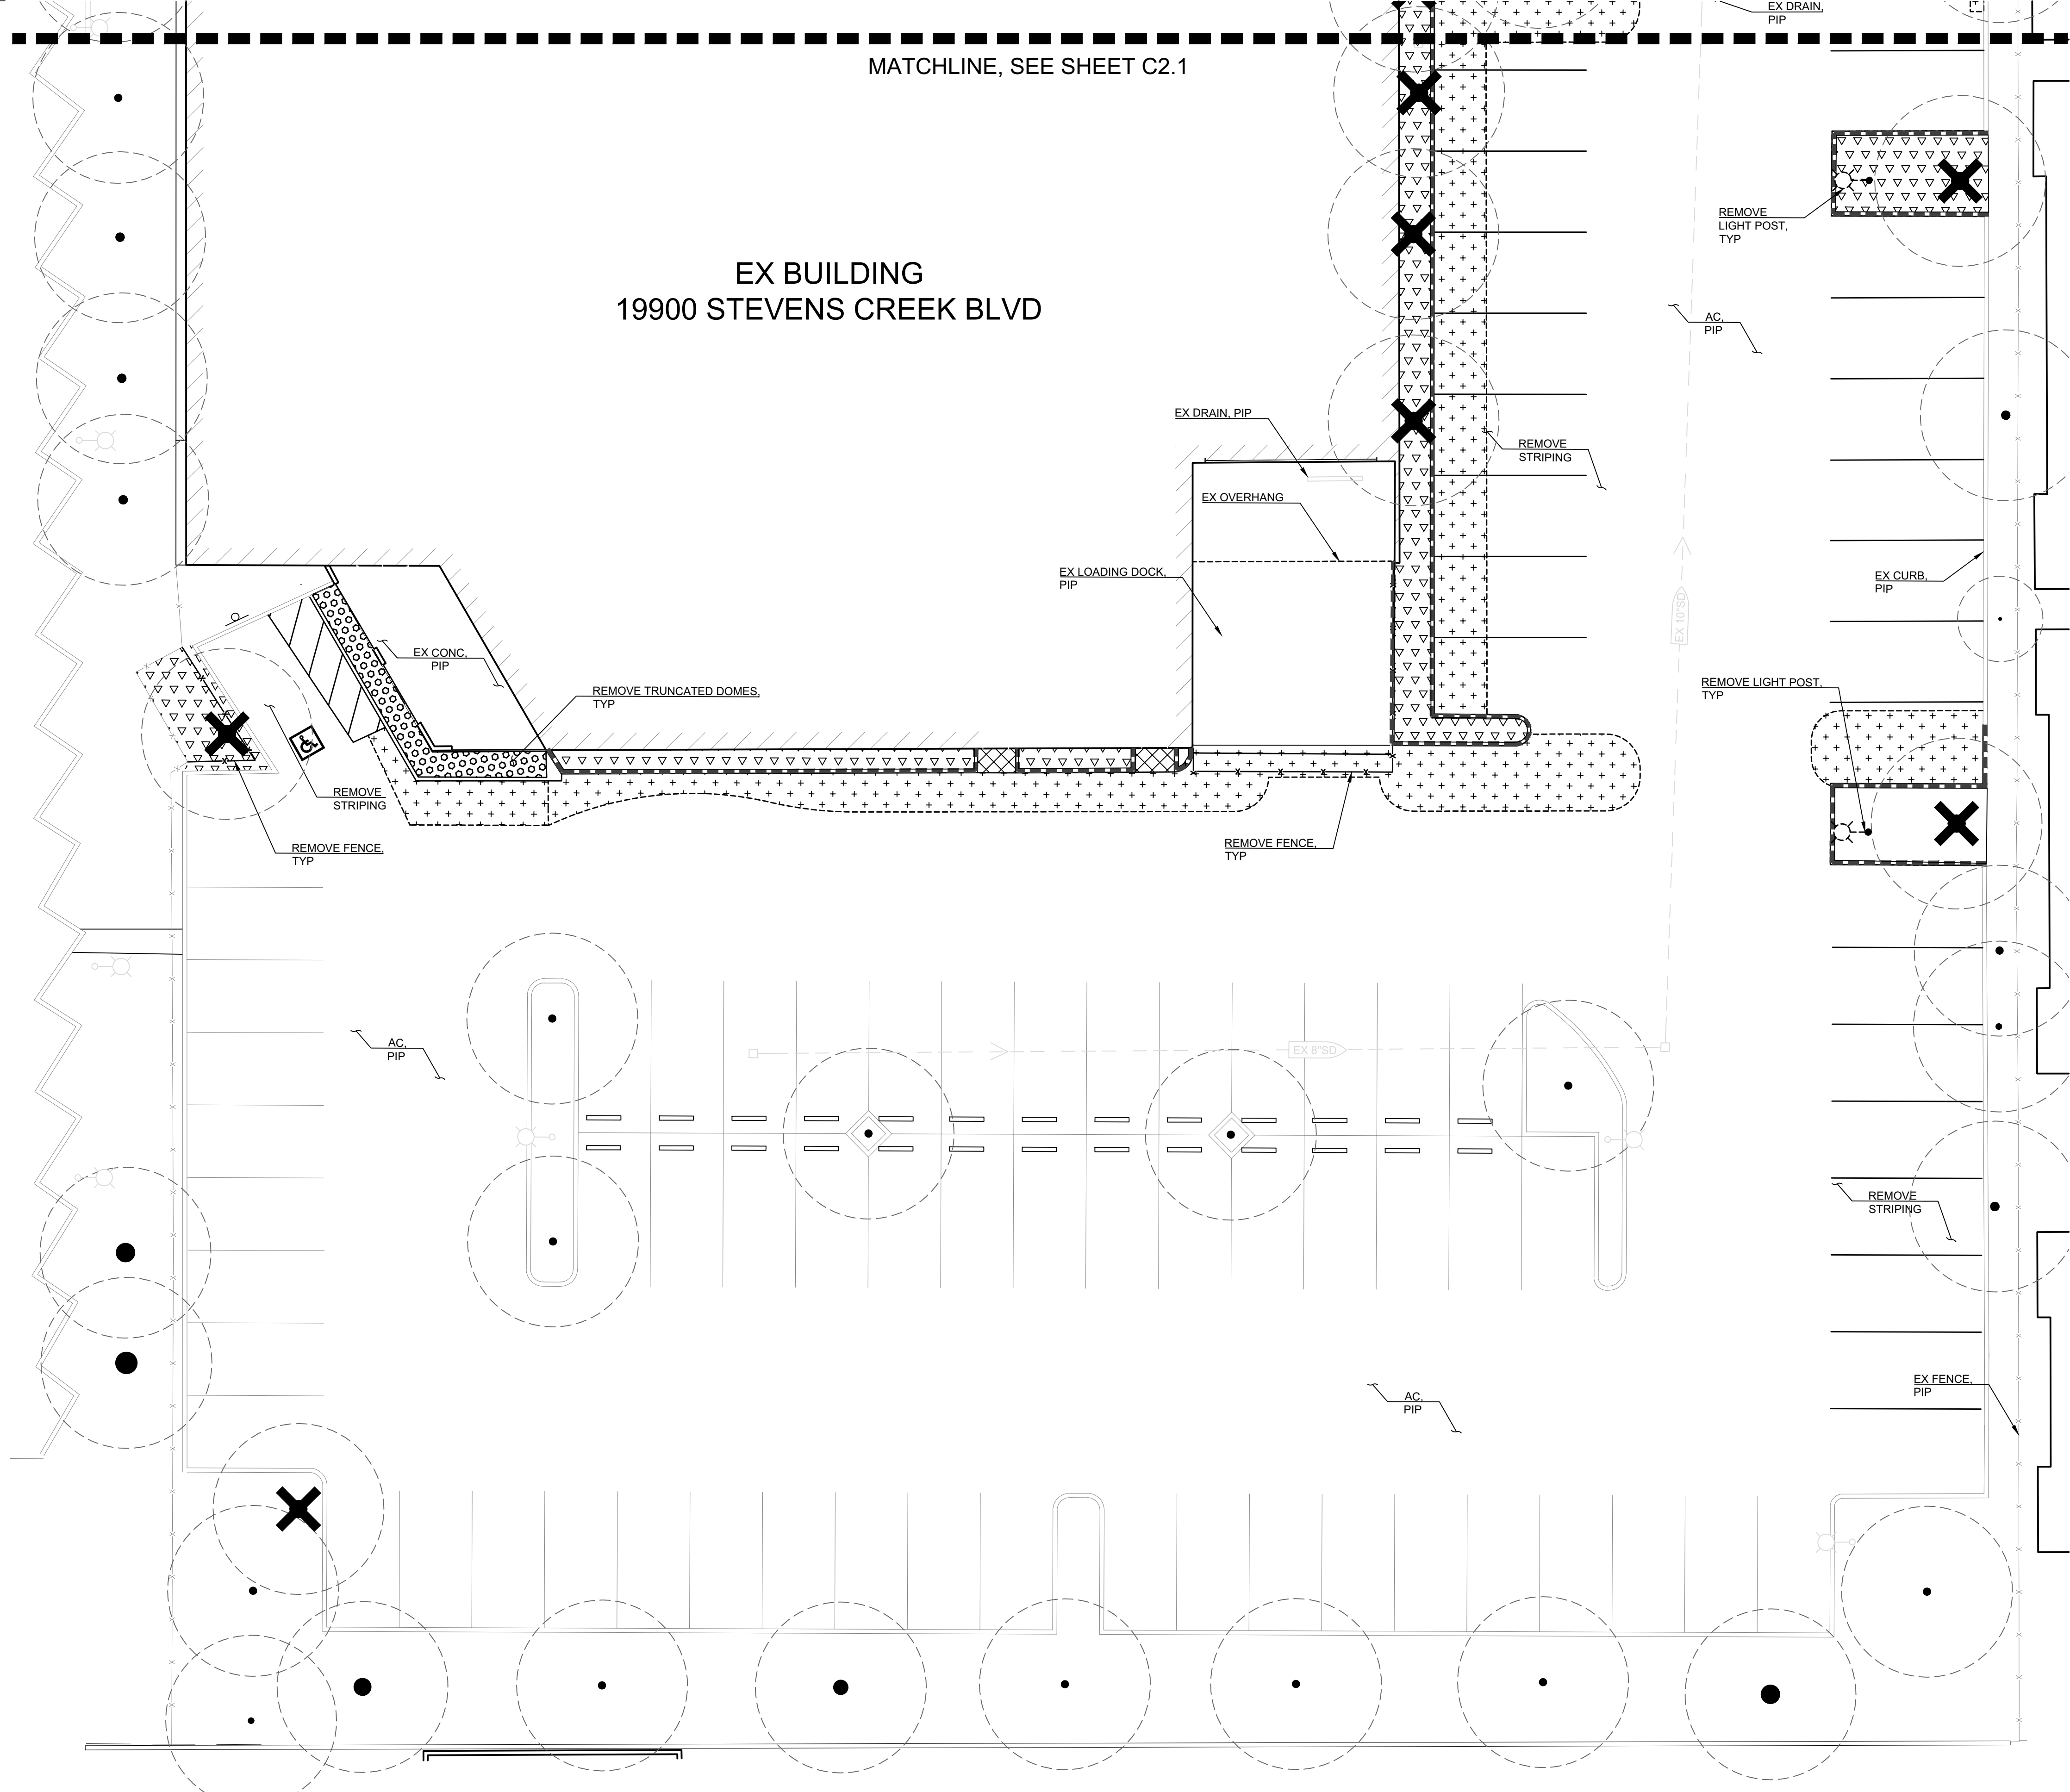 EX DRAIN,
PIP
MATCHLINE, SEE SHEET C2.1
REMOVE
LIGHT POST,
TYP
EX BUILDING
19900 STEVENS CREEK BLVD
AC,
PIP
EX DRAIN, PIP
REMOVE
STRIPING
EX OVERHANG
EX LOADING DOCK,
PIP
EX CURB,
PIP
EX 10"SD
EX CONC,
PIP
REMOVE TRUNCATED DOMES,
TYP
REMOVE LIGHT POST,
TYP
REMOVE
STRIPING
REMOVE FENCE,
TYP
REMOVE FENCE,
TYP
AC,
PIP
EX 8"SD
REMOVE
STRIPING
EX FENCE,
PIP
AC,
PIP